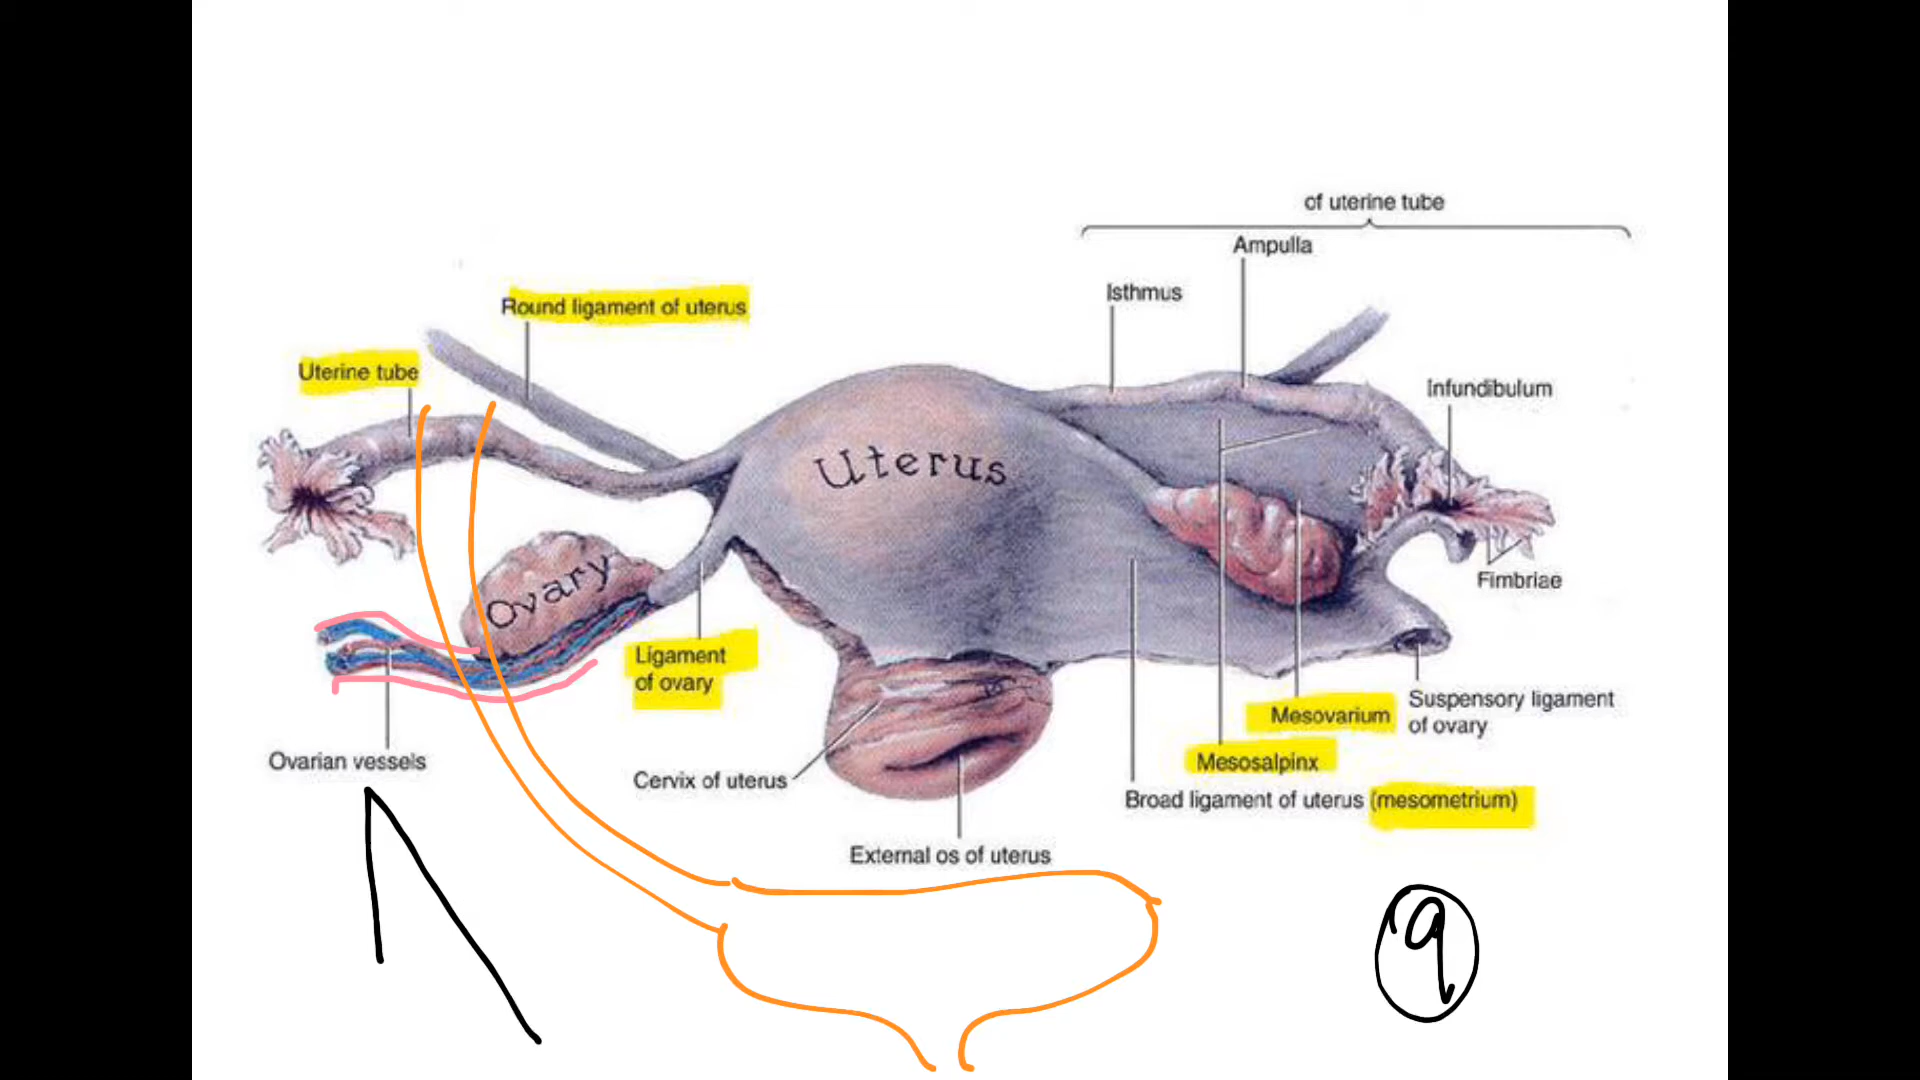 of uterine tube
Ampulla
Isthmus
Round ligament of uterus
Uterine tube
Infundibulum
Uterus
Ovary
Fimbriae
Ligament
of ovary
Suspensory ligament
of ovary
Mesovarium
Ovarian vessels
Mesosalpinx
Cervix of uterus
Broad ligament of uterus (mesometrium)
External os of uterus
9